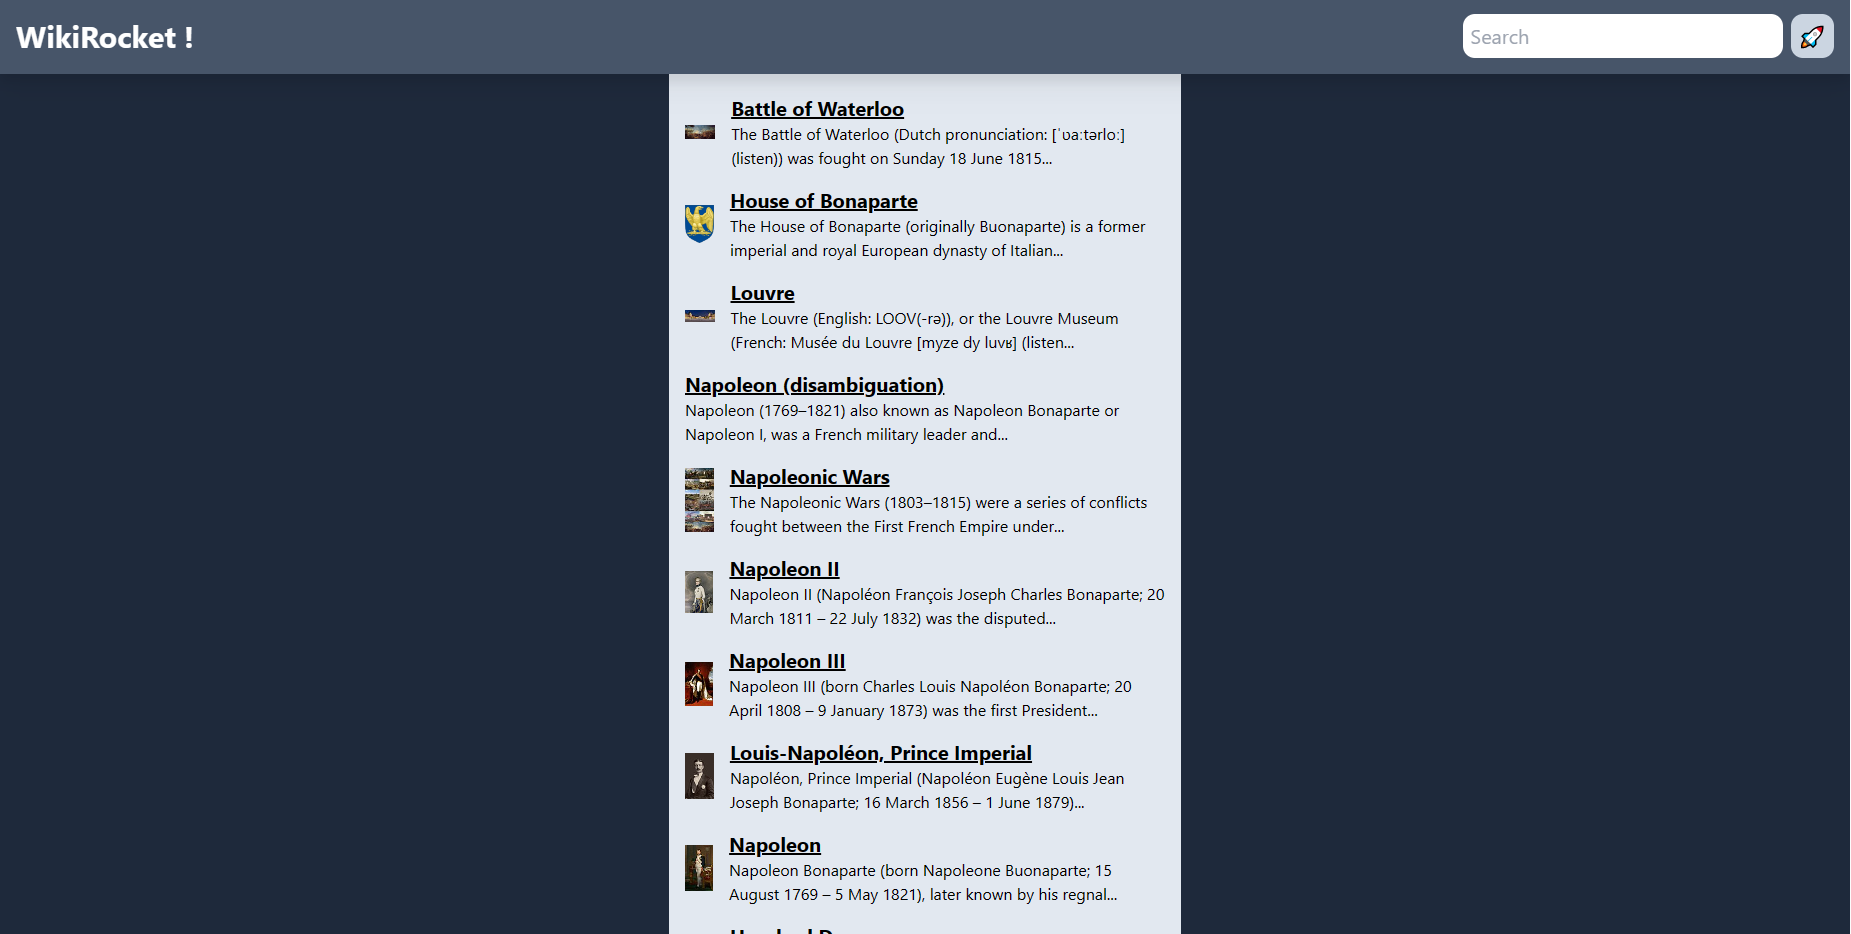 WikiRocket !
Search
Battle of Waterloo
The Battle of Waterloo (Dutch pronunciation: [ˈʋaːtərloː]
(listen)) was fought on Sunday 18 June 1815...
House of Bonaparte
The House of Bonaparte (originally Buonaparte) is a former
imperial and royal European dynasty of Italian...
Louvre
The Louvre (English: LOOV(-rə)), or the Louvre Museum
(French: Musée du Louvre [myze dy luvʁ] (listen...
Napoleon (disambiguation)
Napoleon (1769–1821) also known as Napoleon Bonaparte or
Napoleon I, was a French military leader and...
Napoleonic Wars
The Napoleonic Wars (1803–1815) were a series of conflicts
fought between the First French Empire under...
Napoleon II
Napoleon II (Napoléon François Joseph Charles Bonaparte; 20
March 1811 – 22 July 1832) was the disputed...
Napoleon III
Napoleon III (born Charles Louis Napoléon Bonaparte; 20
April 1808 – 9 January 1873) was the first President...
Louis-Napoléon, Prince Imperial
Napoléon, Prince Imperial (Napoléon Eugène Louis Jean
Joseph Bonaparte; 16 March 1856 – 1 June 1879)...
Napoleon
Napoleon Bonaparte (born Napoleone Buonaparte; 15
August 1769 – 5 May 1821), later known by his regnal...